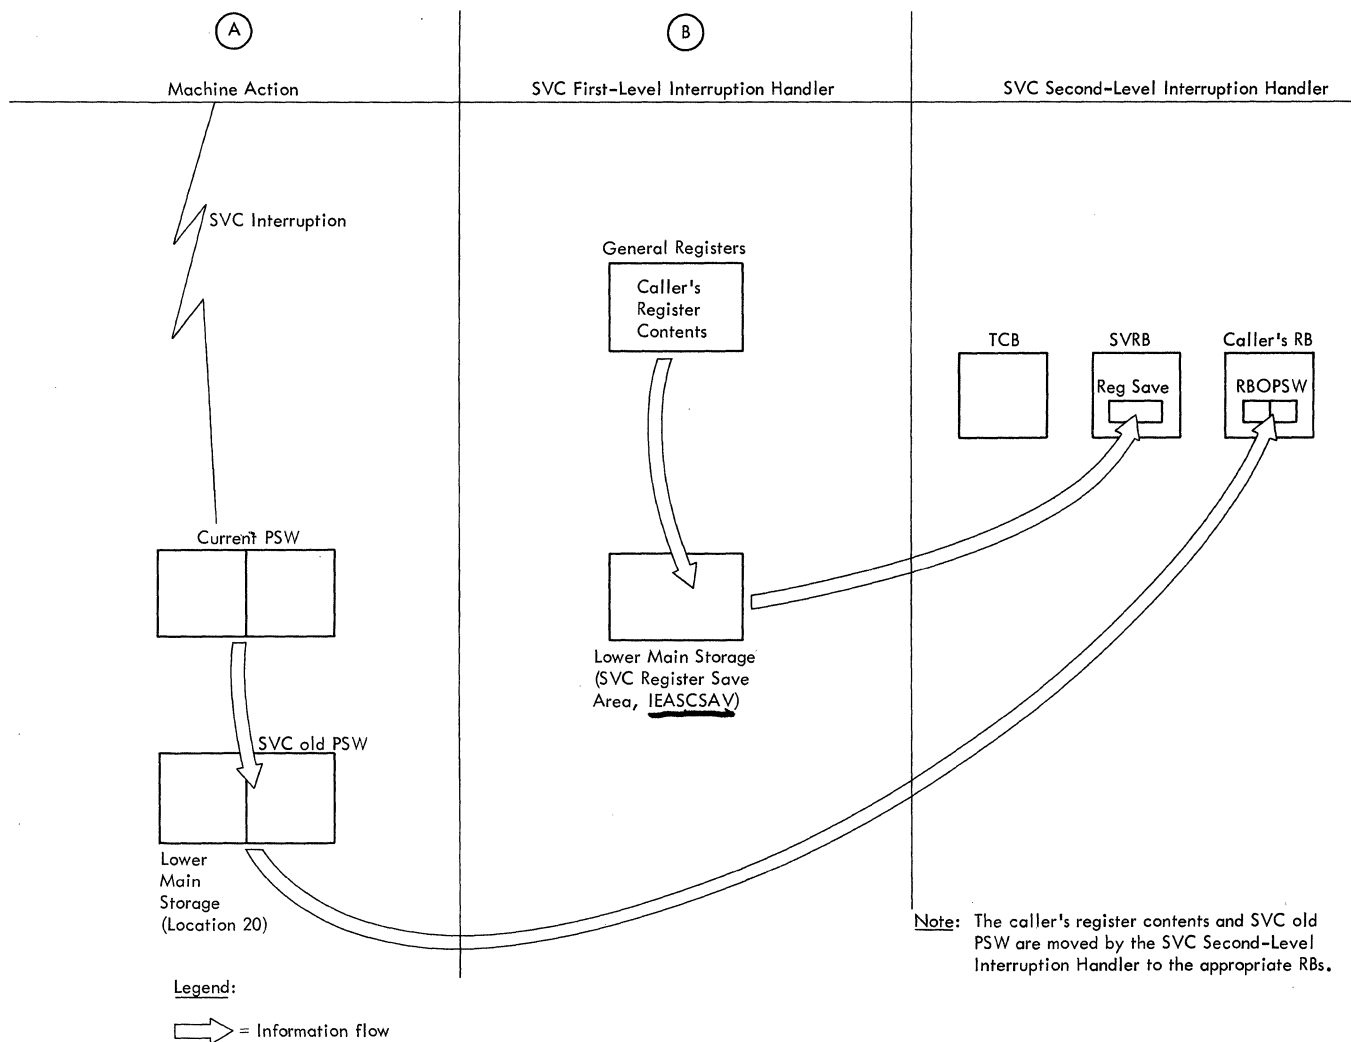 A
B
Machine Action
SVC First-Level Interruption Handler
SVC Second-Level Interruption Handler
SVC Interruption
General Registers
Caller's
Register
Contents
TCB
SVRB
Caller's RB
Reg Save
RBOPSW
Current PSW
Lower Main Storage
(SVC Register Save
Area, IEASCSAV)
SVC old PSW
Lower
Main
Storage
(Location 20)
Note: The caller's register contents and SVC old
PSW are moved by the SVC Second-Level
Interruption Handler to the appropriate RBs.
Legend:
= Information flow